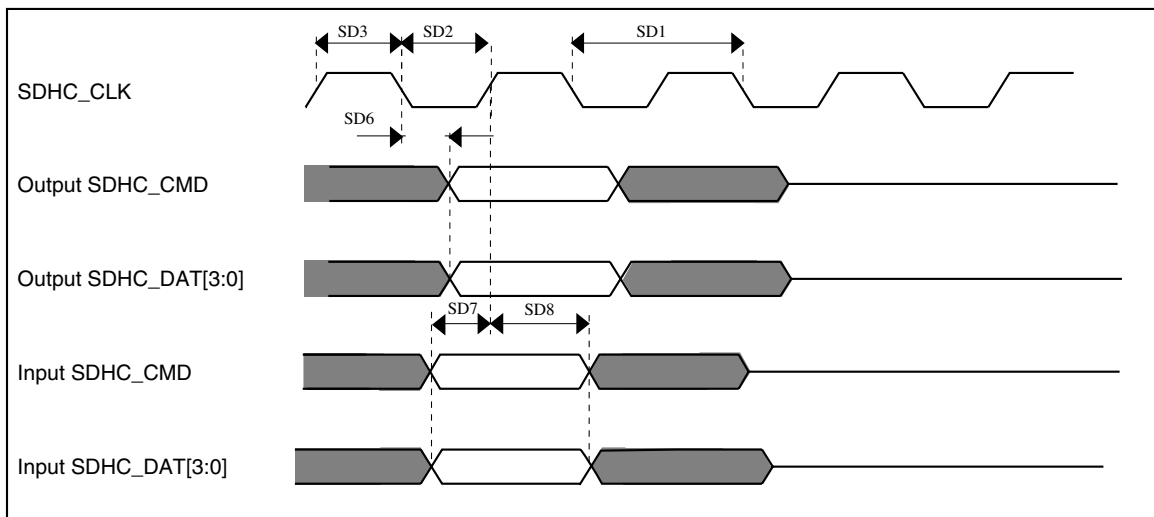 SD3 SD2 SD1
SDHC_CLK
SD6
Output SDHC_CMD
Output SDHC_DAT[3:0]
SD7 SD8
Input SDHC_CMD
Input SDHC_DAT[3:0]